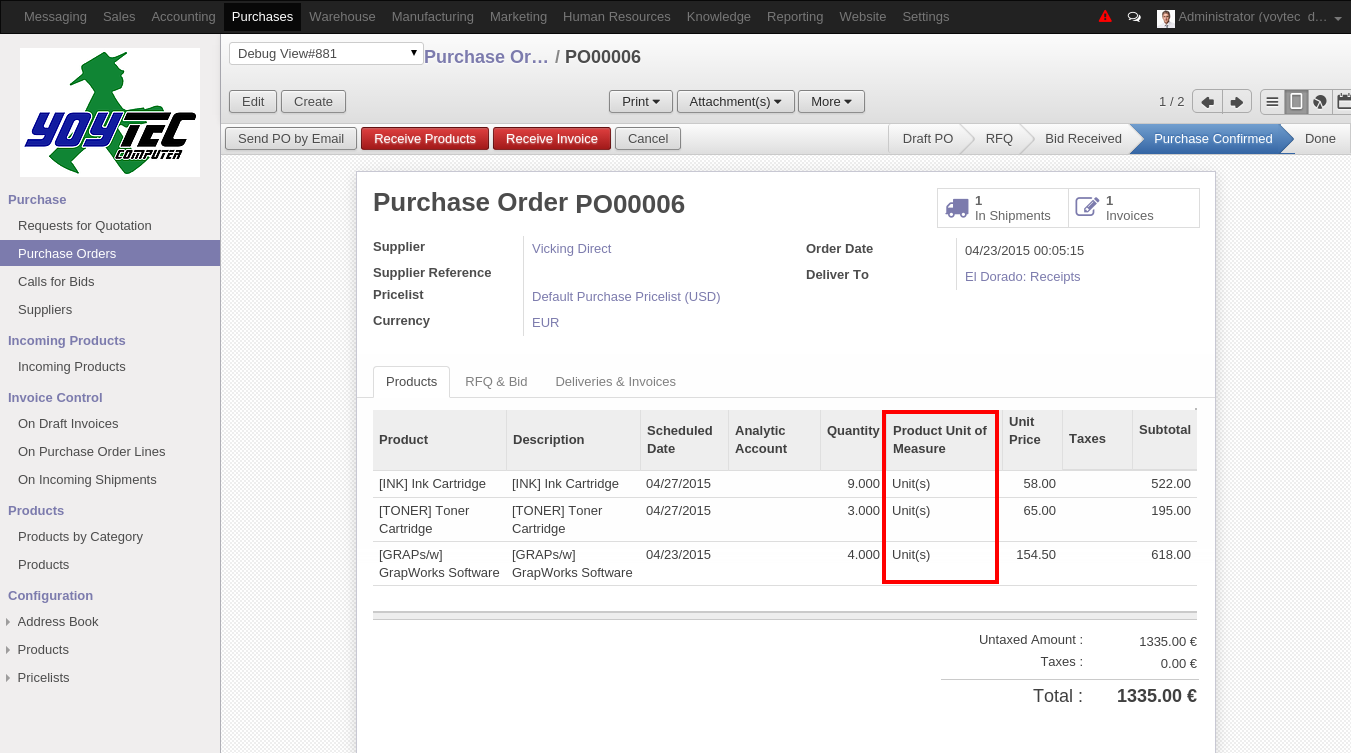 Messaging Sales Accounting Purchases Warehouse Manufacturing Marketing Human Resources Knowledge Reporting Website Settings Administrator (yoytec_d…
YOYTEC
COMPUTER
Debug View#881 Purchase Or… / PO00006
Edit Create Print Attachment(s) More 1 / 2
Send PO by Email Receive Products Receive Invoice Cancel Draft PO RFQ Bid Received Purchase Confirmed Done
Purchase
Requests for Quotation
Purchase Orders
Calls for Bids
Suppliers
Incoming Products
Incoming Products
Invoice Control
On Draft Invoices
On Purchase Order Lines
On Incoming Shipments
Products
Products by Category
Products
Configuration
Address Book
Products
Pricelists
Purchase Order PO00006
1
In Shipments
1
Invoices
Supplier Vicking Direct
Supplier Reference
Pricelist Default Purchase Pricelist (USD)
Currency EUR
Order Date 04/23/2015 00:05:15
Deliver To El Dorado: Receipts
Products RFQ & Bid Deliveries & Invoices
Product Description Scheduled Date Analytic Account Quantity Product Unit of Measure Unit Price Taxes Subtotal
[INK] Ink Cartridge [INK] Ink Cartridge 04/27/2015 9.000 Unit(s) 58.00 522.00
[TONER] Toner Cartridge [TONER] Toner Cartridge 04/27/2015 3.000 Unit(s) 65.00 195.00
[GRAPs/w] GrapWorks Software [GRAPs/w] GrapWorks Software 04/23/2015 4.000 Unit(s) 154.50 618.00
Untaxed Amount : 1335.00 €
Taxes : 0.00 €
Total : 1335.00 €